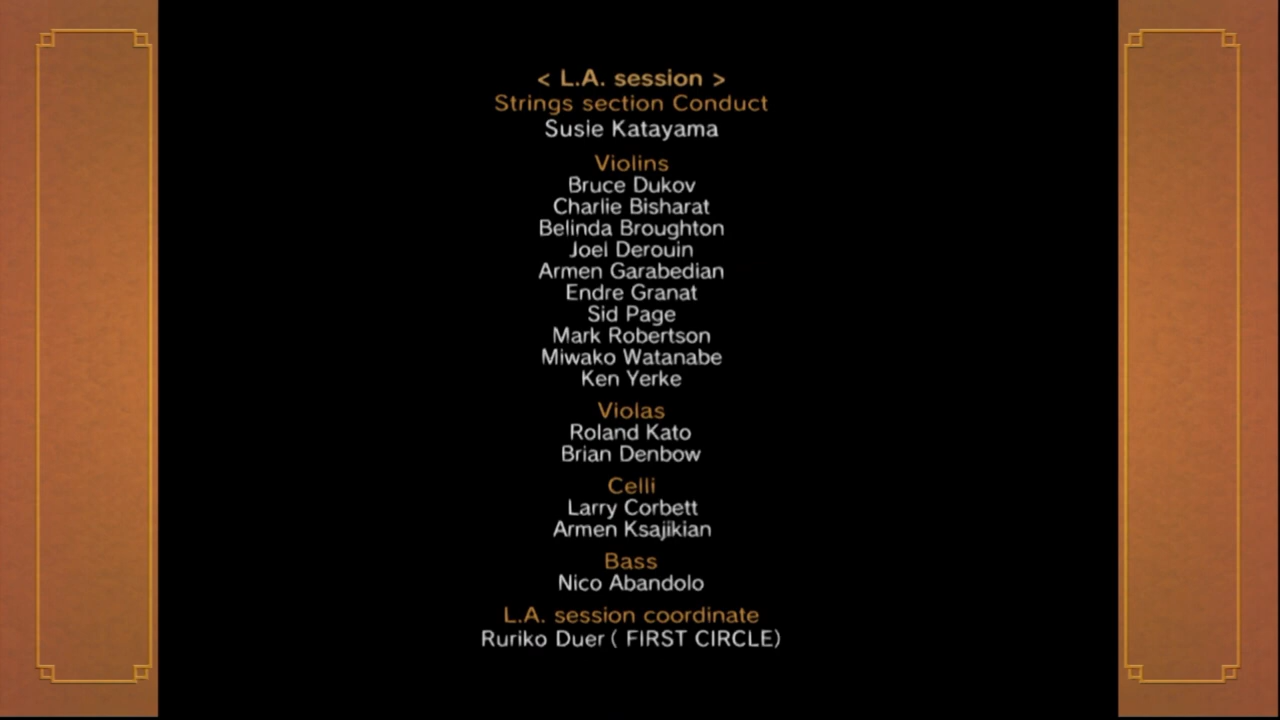 < L.A. session >
Strings section Conduct
Susie Katayama
Violins
Bruce Dukov
Charlie Bisharat
Belinda Broughton
Joel Derouin
Armen Garabedian
Endre Granat
Sid Page
Mark Robertson
Miwako Watanabe
Ken Yerke
Violas
Roland Kato
Brian Denbow
Celli
Larry Corbett
Armen Ksajikian
Bass
Nico Abandolo
L.A. session coordinate
Ruriko Duer ( FIRST CIRCLE)